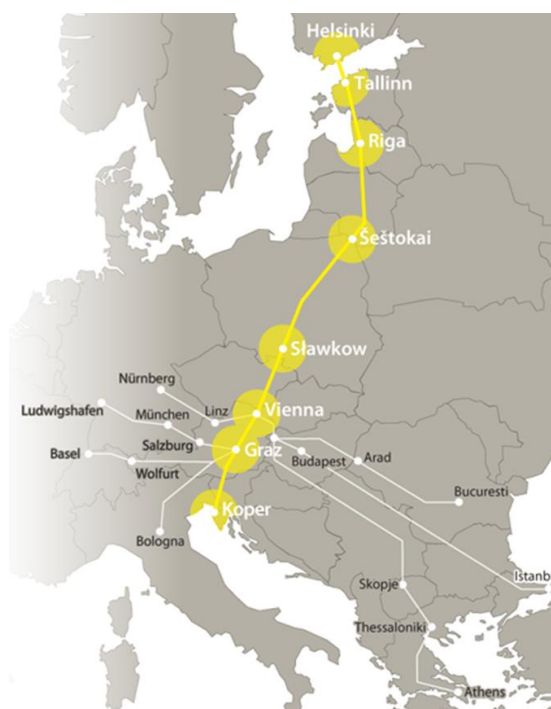 Helsinki
Tallinn
Riga
Šeštokai
Sławkow
Nürnberg
Ludwigshafen
München
Linz
Vienna
Basel
Salzburg
Graz
Budapest
Arad
Wolfurt
Bucuresti
Koper
Bologna
Istanb
Skopje
Thessaloniki
Athens